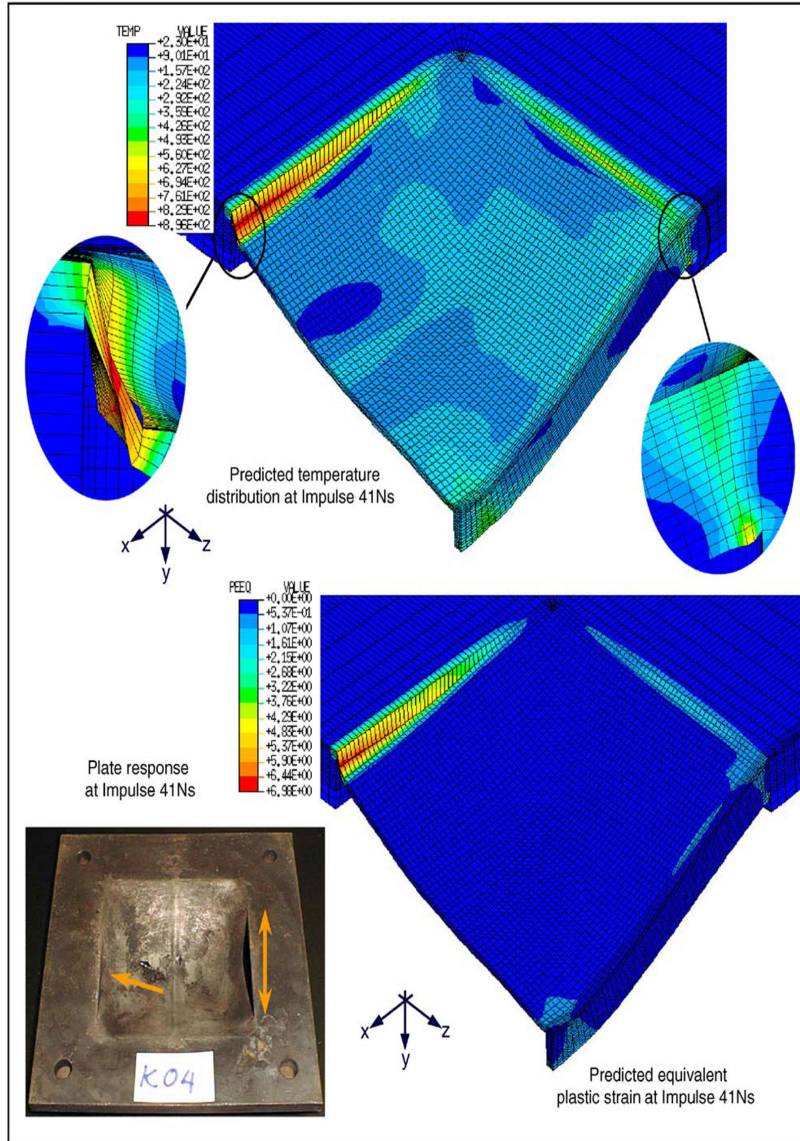 TEMP VALUE
+2.30E+01
+9.01E+01
+1.57E+02
+2.24E+02
+2.92E+02
+3.59E+02
+4.26E+02
+4.93E+02
+5.60E+02
+6.27E+02
+6.94E+02
+7.61E+02
+8.29E+02
+8.96E+02
Predicted temperature
distribution at Impulse 41Ns
x
y
z
PEEQ VALUE
+0.00E+00
+5.37E-01
+1.07E+00
+1.61E+00
+2.15E+00
+2.68E+00
+3.22E+00
+3.76E+00
+4.29E+00
+4.83E+00
+5.37E+00
+5.90E+00
+6.44E+00
+6.98E+00
Plate response
at Impulse 41Ns
K04
x
y
z
Predicted equivalent
plastic strain at Impulse 41Ns